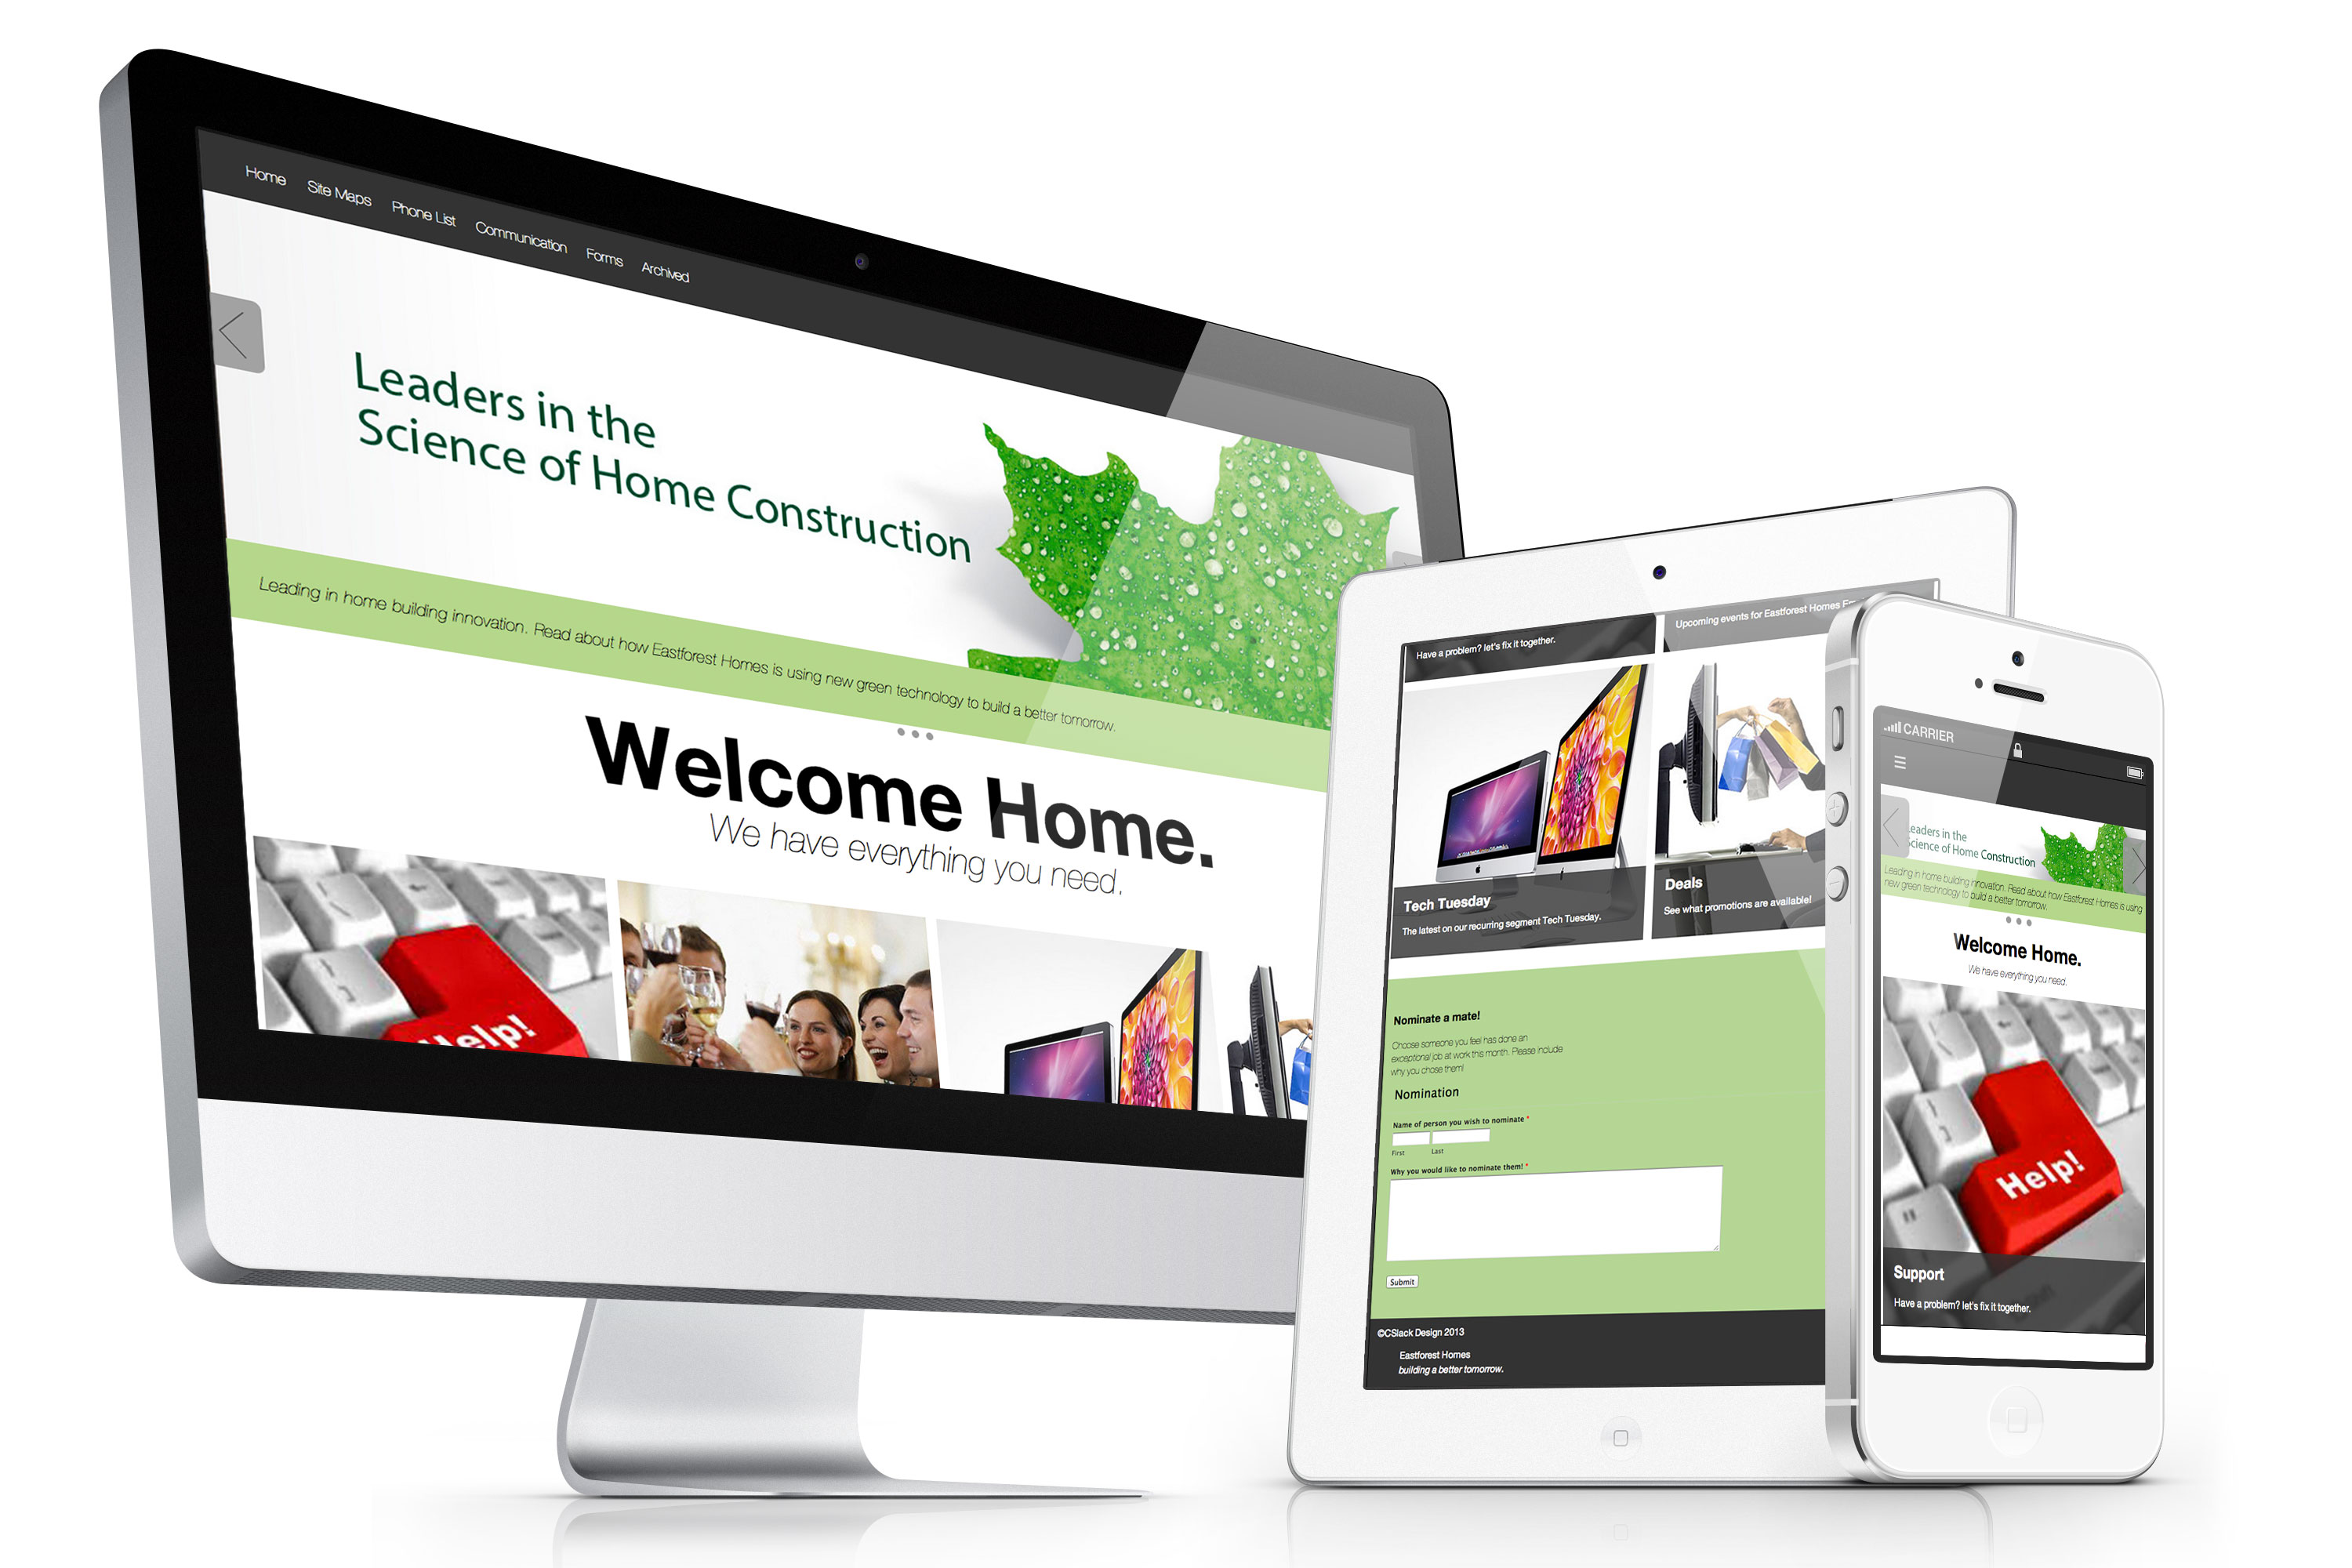 Home Site Maps Phone List Communication Forms Archived
Leaders in the
Science of Home Construction
Leading in home building innovation. Read about how Eastforest Homes is using new green technology to build a better tomorrow.
Welcome Home.
We have everything you need.
Help!
Have a problem? let's fix it together.
Upcoming events for Eastforest Homes
Tech Tuesday
The latest on our recurring segment Tech Tuesday.
Deals
See what promotions are available!
Nominate a mate!
Choose someone you feel has done an
exceptional job at work this month. Please include
why you chose them!
Nomination
Name of person you wish to nominate *
First Last
Why you would like to nominate them! *
Submit
©CSlack Design 2013
Eastforest Homes
building a better tomorrow.
CARRIER
Leaders in the
Science of Home Construction
Leading in home building innovation. Read about how Eastforest Homes is using
new green technology to build a better tomorrow.
Welcome Home.
We have everything you need.
Help!
Support
Have a problem? let's fix it together.